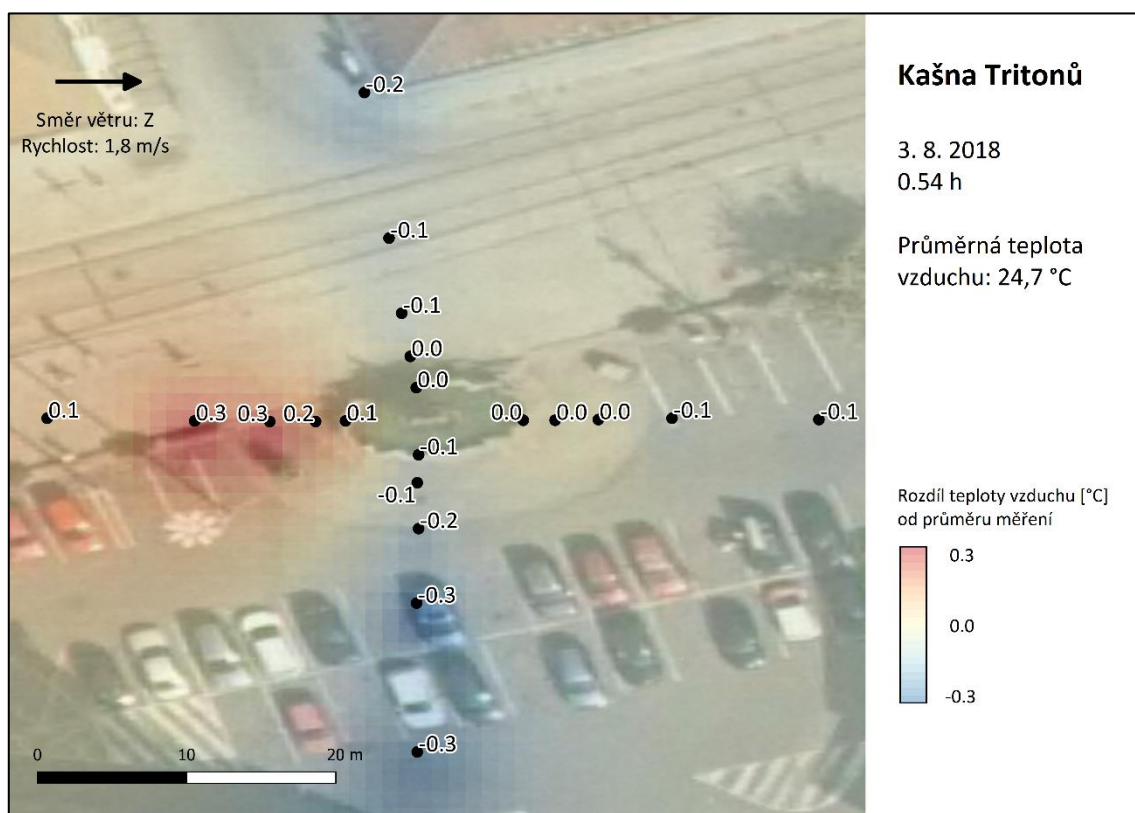 Směr větru: Z
Rychlost: 1,8 m/s
-0.2
-0.1
-0.1
0.0
0.0
0.1
0.3
0.3
0.2
0.1
0.0
0.0
0.0
-0.1
-0.1
-0.1
-0.1
-0.2
-0.3
-0.3
0 10 20 m
Kašna Tritonů
3. 8. 2018
0.54 h
Průměrná teplota
vzduchu: 24,7 °C
Rozdíl teploty vzduchu [°C]
od průměru měření
0.3
0.0
-0.3